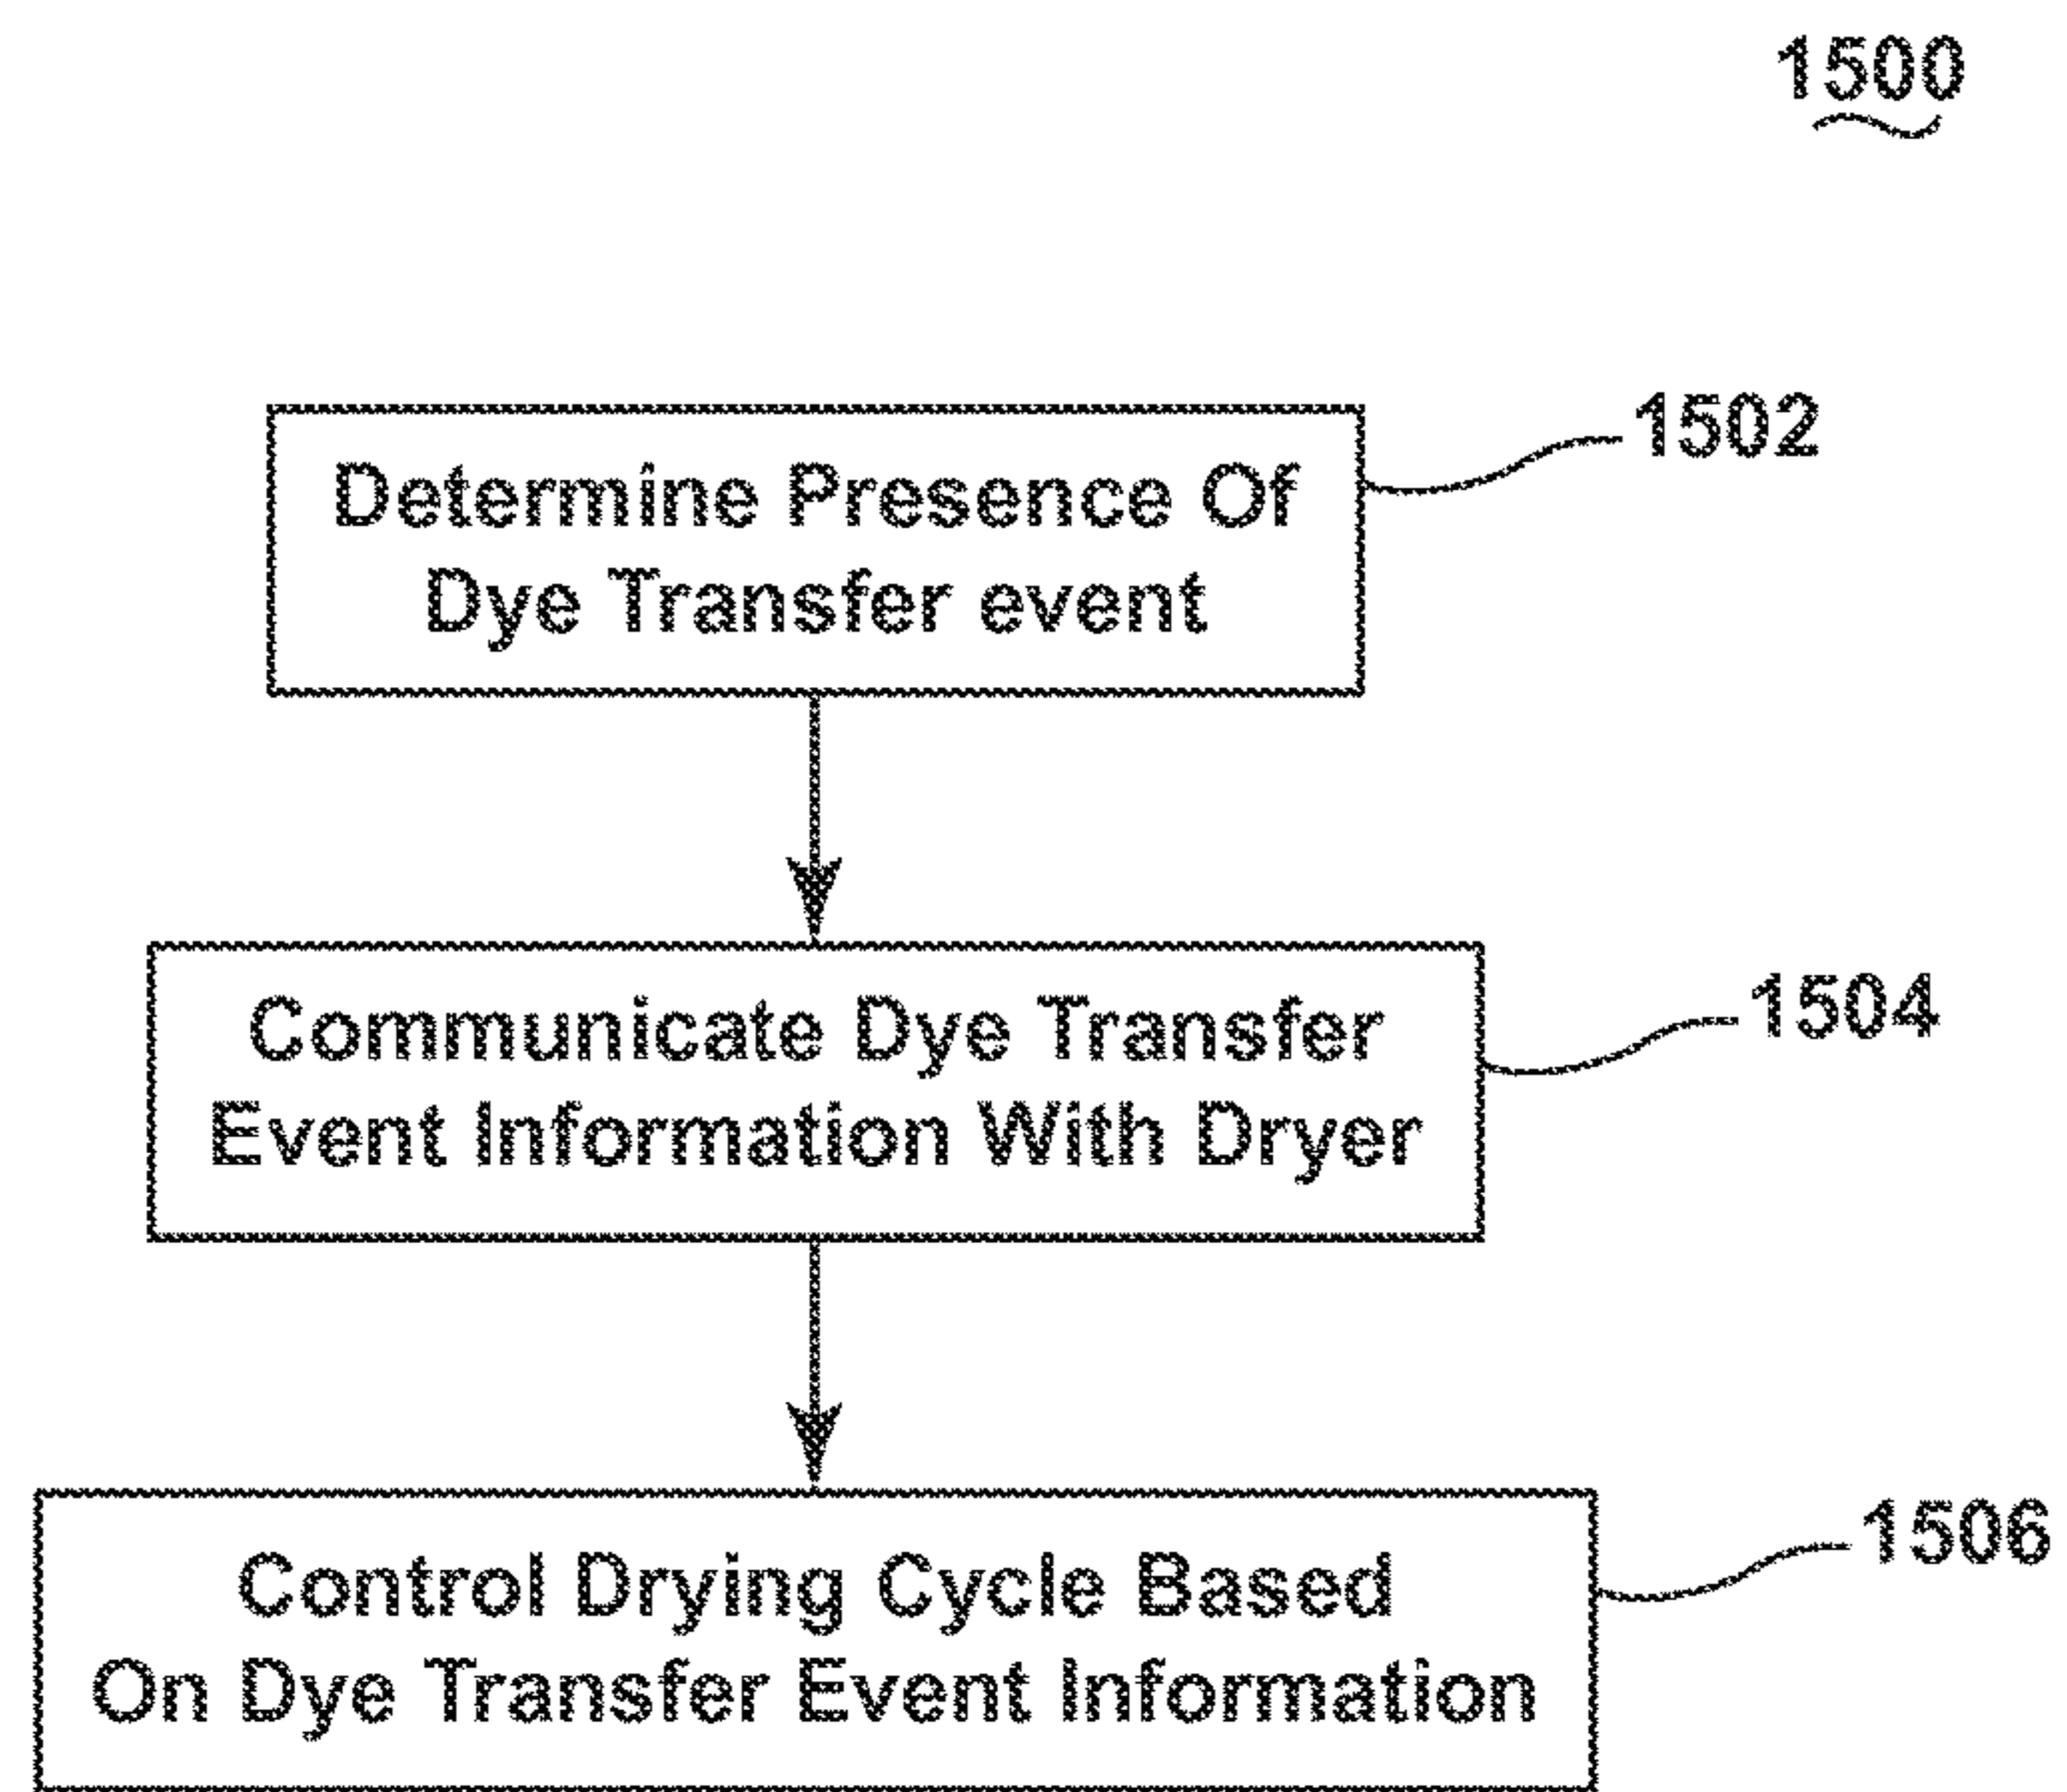 1500
Determine Presence Of
Dye Transfer event
1502
Communicate Dye Transfer
Event Information With Dryer
1504
Control Drying Cycle Based
On Dye Transfer Event Information
1506